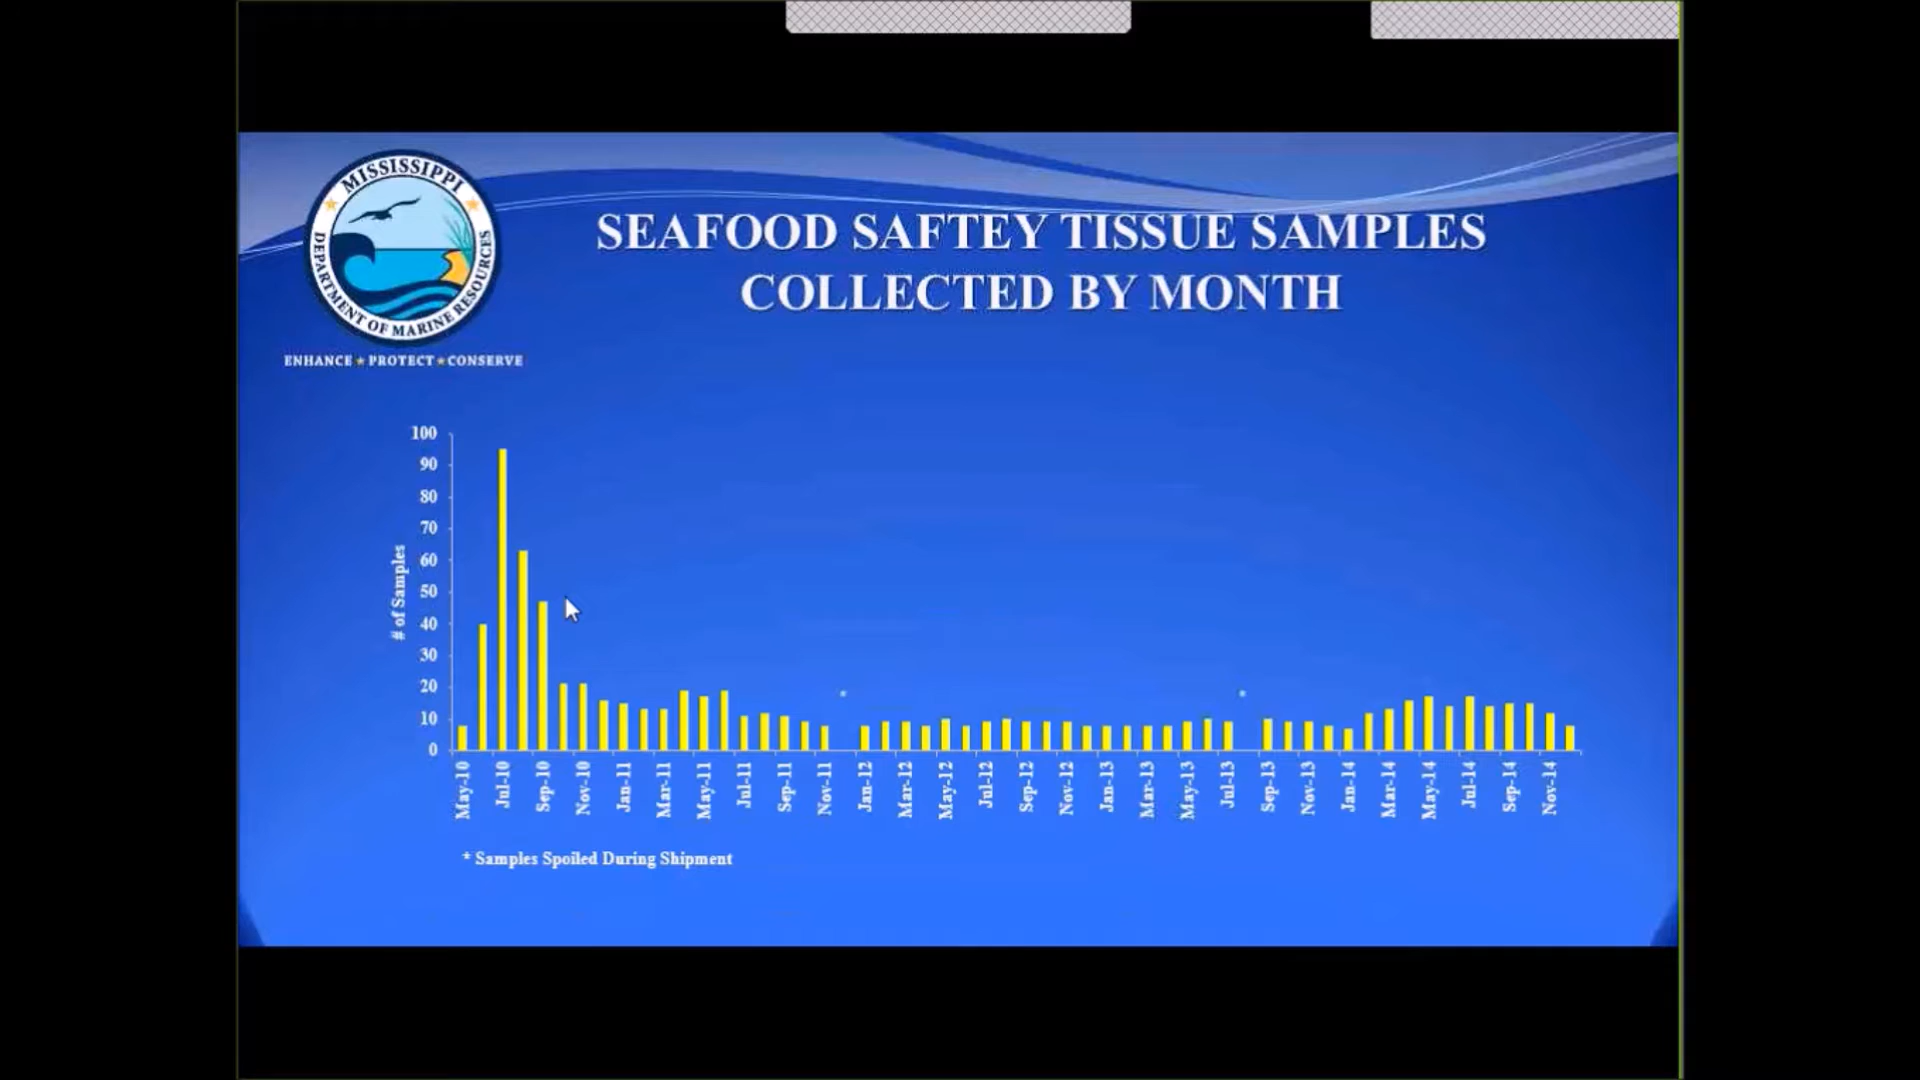 MISSISSIPPI
DEPARTMENT OF MARINE RESOURCES
ENHANCE ★ PROTECT ★ CONSERVE
SEAFOOD SAFTEY TISSUE SAMPLES
COLLECTED BY MONTH
# of Samples
100
90
80
70
60
50
40
30
20
10
0
*
*
May-10
Jul-10
Sep-10
Nov-10
Jan-11
Mar-11
May-11
Jul-11
Sep-11
Nov-11
Jan-12
Mar-12
May-12
Jul-12
Sep-12
Nov-12
Jan-13
Mar-13
May-13
Jul-13
Sep-13
Nov-13
Jan-14
Mar-14
May-14
Jul-14
Sep-14
Nov-14
* Samples Spoiled During Shipment